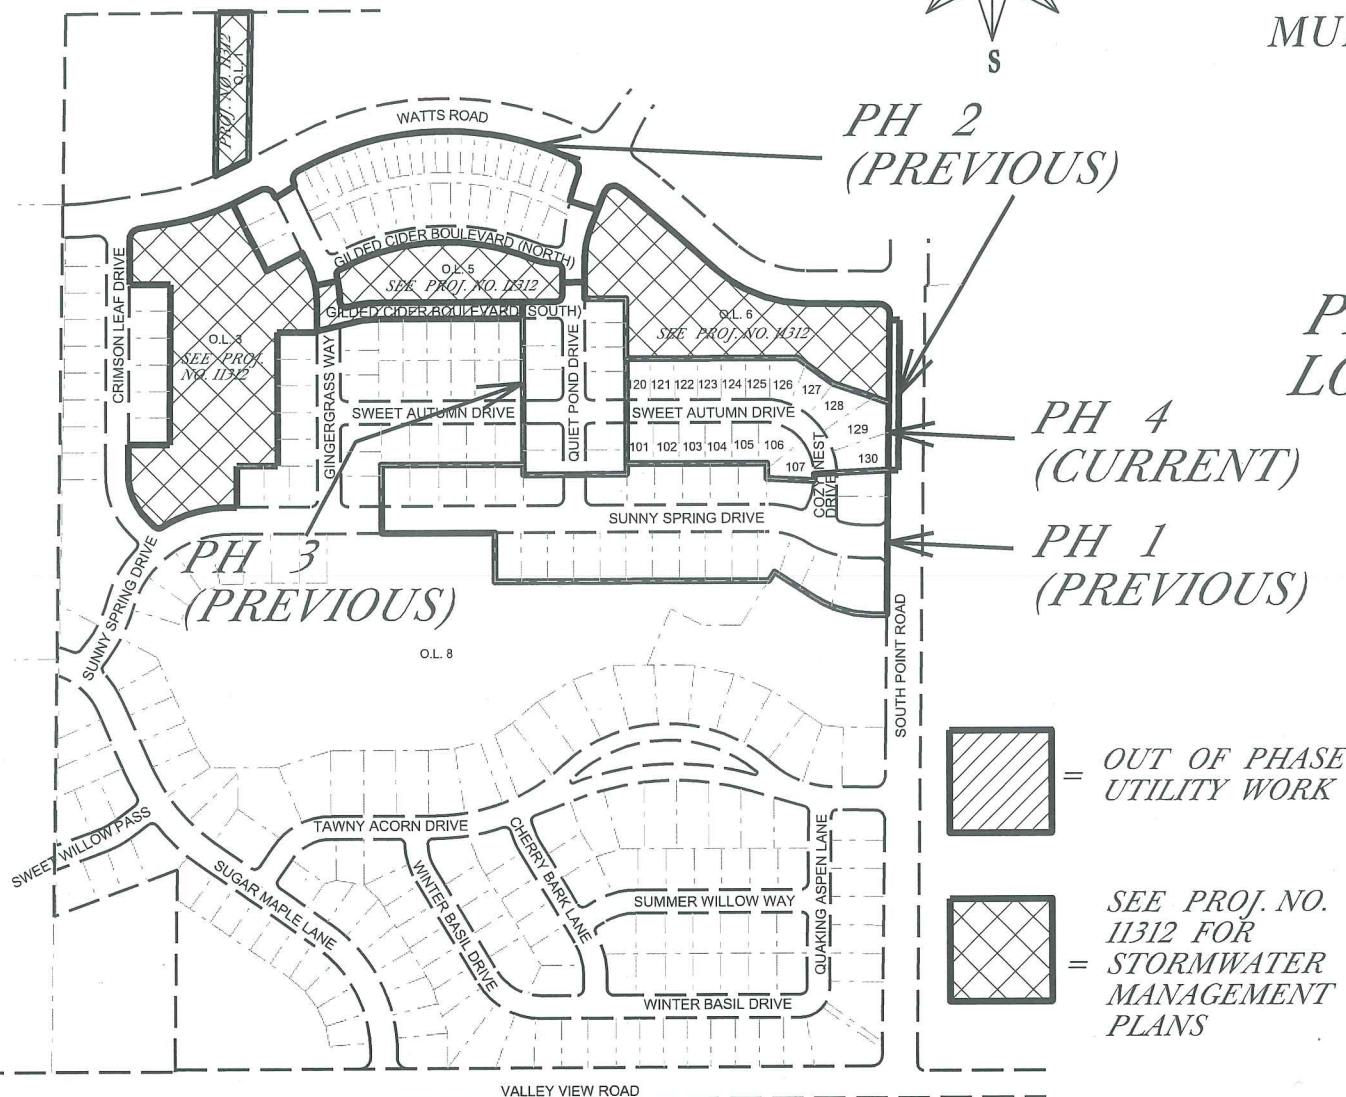 S
MU
WATTS ROAD
PH 2
(PREVIOUS)
O.L. 1
PROJ. NO. 11312
CRIMSON LEAF DRIVE
GILDED CIDER BOULEVARD (NORTH)
O.L. 5
SEE PROJ. NO. 11312
GILDED CIDER BOULEVARD (SOUTH)
O.L. 3
SEE PROJ.
NO. 11312
O.L. 6
SEE PROJ. NO. 11312
GINGERGRASS WAY
QUIET POND DRIVE
120 121 122 123 124 125 126 127 128 129 130
SWEET AUTUMN DRIVE
SWEET AUTUMN DRIVE
101 102 103 104 105 106 107
COZY NEST
DRIVE
PH 4
(CURRENT)
SUNNY SPRING DRIVE
PH 1
(PREVIOUS)
PH 3
(PREVIOUS)
SUNNY SPRING DRIVE
O.L. 8
SOUTH POINT ROAD
= OUT OF PHASE
UTILITY WORK
SWEET WILLOW PASS
TAWNY ACORN DRIVE
CHERRY BARK LANE
QUAKING ASPEN LANE
SUGAR MAPLE LANE
WINTER BASIL DRIVE
SUMMER WILLOW WAY
WINTER BASIL DRIVE
SEE PROJ. NO.
11312 FOR
= STORMWATER
MANAGEMENT
PLANS
VALLEY VIEW ROAD